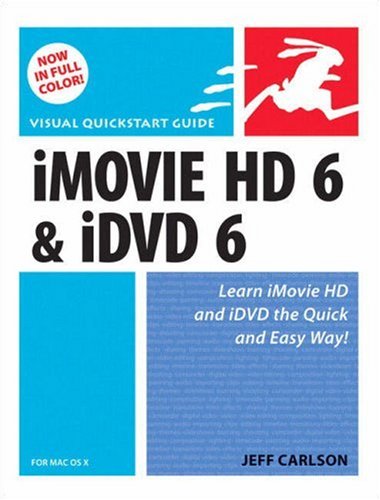 NOW
IN FULL
COLOR!
VISUAL QUICKSTART GUIDE
iMOVIE HD 6
& iDVD 6
Learn iMovie HD
and iDVD the Quick
and Easy Way!
FOR MAC OS X
JEFF CARLSON